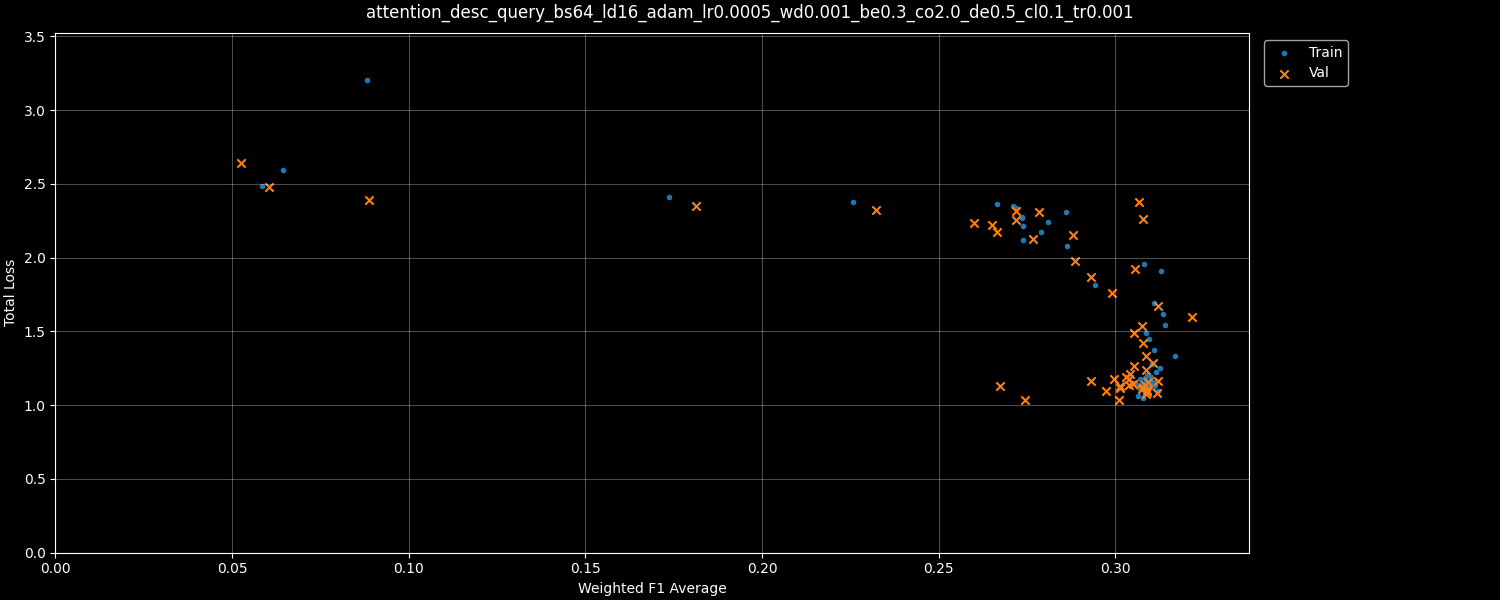 attention_desc_query_bs64_ld16_adam_lr0.0005_wd0.001_be0.3_co2.0_de0.5_cl0.1_tr0.001
Train
Val
3.5
3.0
2.5
2.0
1.5
1.0
0.5
0.0
Total Loss
0.00 0.05 0.10 0.15 0.20 0.25 0.30
Weighted F1 Average